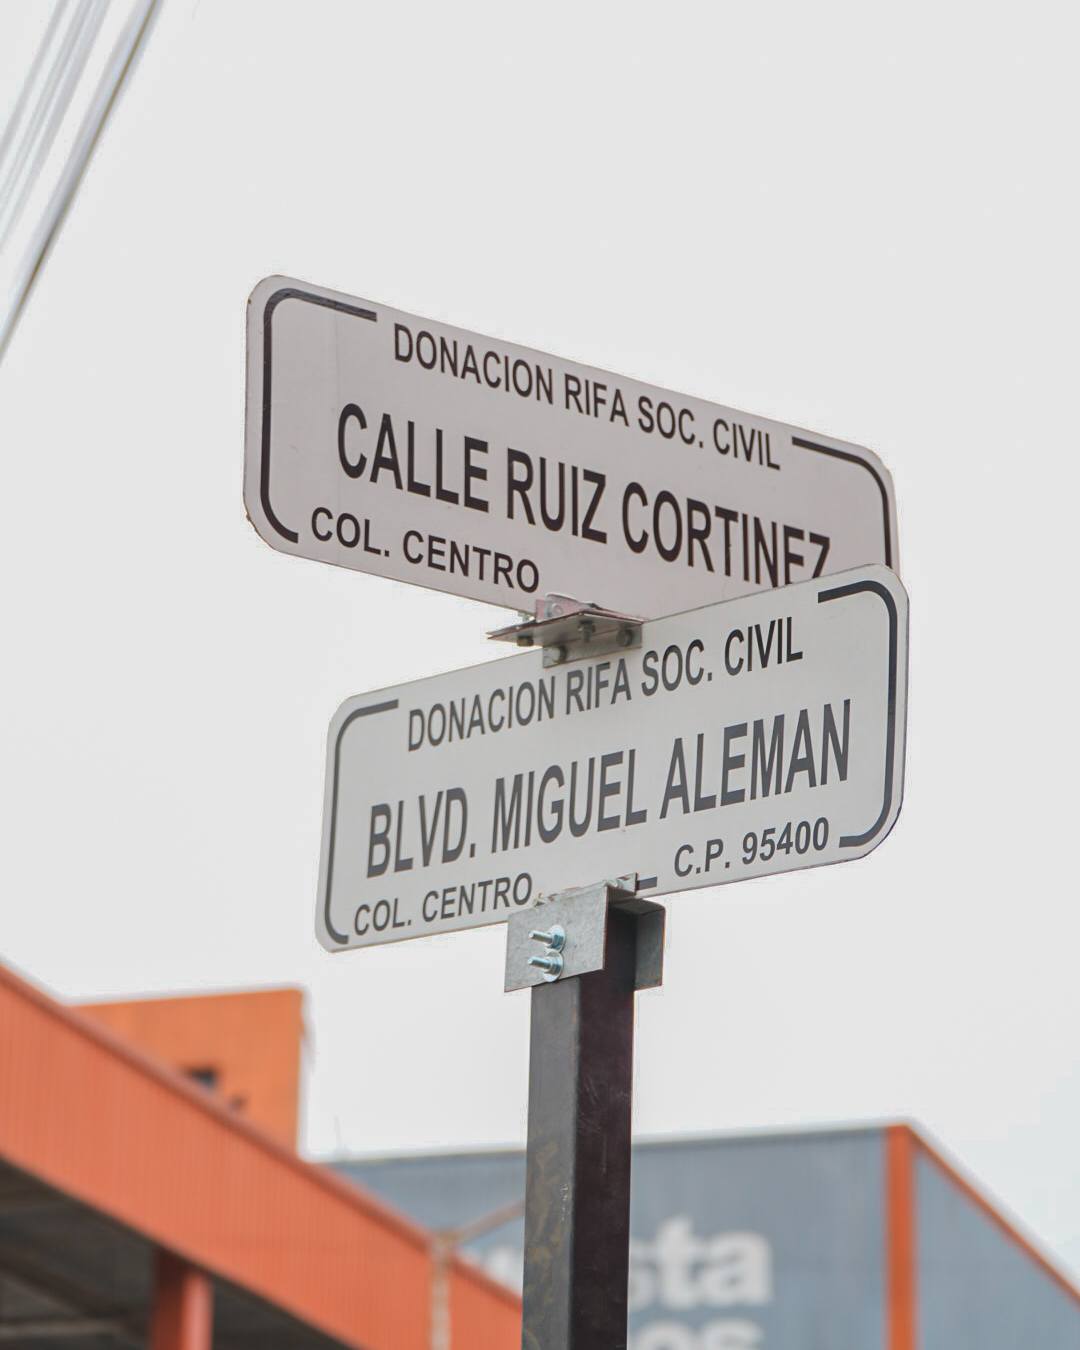 DONACION RIFA SOC. CIVIL
CALLE RUIZ CORTINEZ
COL. CENTRO
DONACION RIFA SOC. CIVIL
BLVD. MIGUEL ALEMAN
COL. CENTRO
C.P. 95400